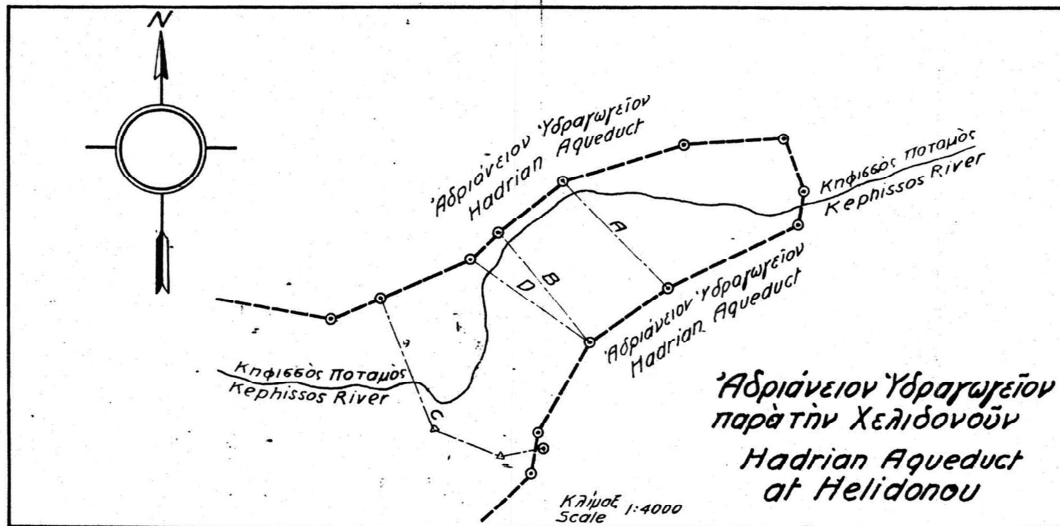 N
Ἀδριάνειον Ὑδραγωγεῖον
Hadrian Aqueduct
A
B
D
C
Κηφισσὸς Ποταμὸς
Kephissos River
Ἀδριάνειον Ὑδραγωγεῖον
Hadrian Aqueduct
Κηφισσὸς Ποταμὸς
Kephissos River
Ἀδριάνειον Ὑδραγωγεῖον
παρὰ τὴν Χελιδονοῦν
Hadrian Aqueduct
at Helidonou
Κλίμαξ
Scale 1:4000